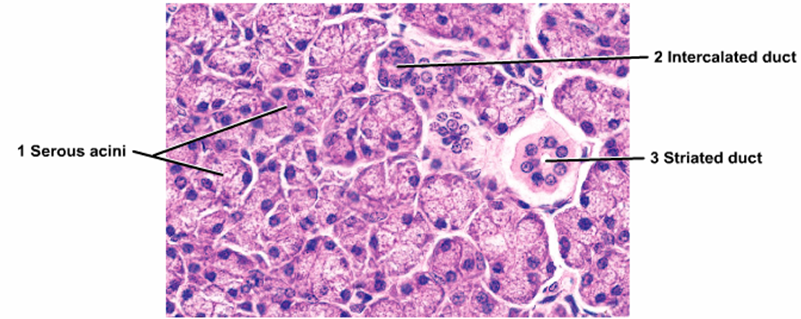 2 Intercalated duct
1 Serous acini
3 Striated duct